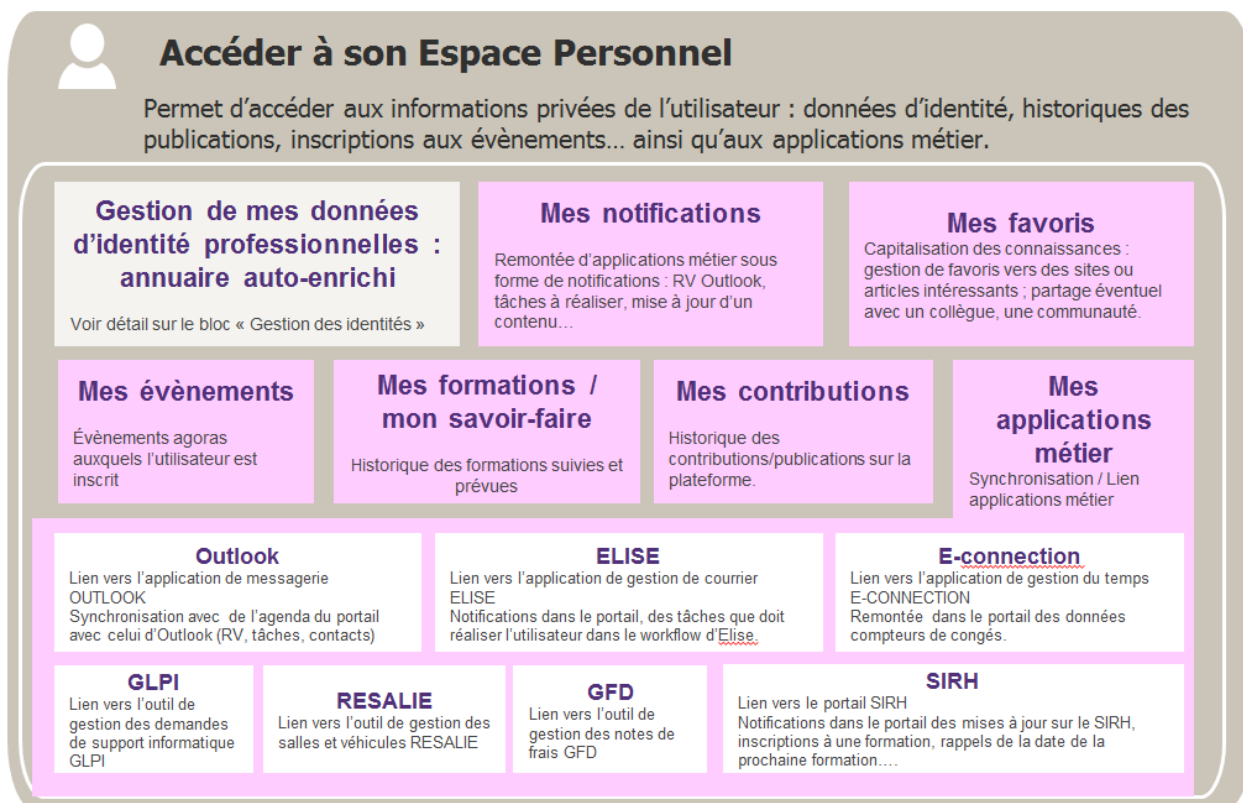 Accéder à son Espace Personnel
Permet d’accéder aux informations privées de l’utilisateur : données d’identité, historiques des
publications, inscriptions aux évènements… ainsi qu’aux applications métier.
Gestion de mes données
d’identité professionnelles :
annuaire auto-enrichi
Voir détail sur le bloc « Gestion des identités »
Mes notifications
Remontée d’applications métier sous
forme de notifications : RV Outlook,
tâches à réaliser, mise à jour d’un
contenu…
Mes favoris
Capitalisation des connaissances :
gestion de favoris vers des sites ou
articles intéressants ; partage éventuel
avec un collègue, une communauté.
Mes évènements
Évènements agoras
auxquels l’utilisateur est
inscrit
Mes formations /
mon savoir-faire
Historique des formations suivies et
prévues
Mes contributions
Historique des
contributions/publications sur la
plateforme.
Mes
applications
métier
Synchronisation / Lien
applications métier
Outlook
Lien vers l’application de messagerie
OUTLOOK
Synchronisation avec de l’agenda du portail
avec celui d’Outlook (RV, tâches, contacts)
ELISE
Lien vers l’application de gestion de courrier
ELISE
Notifications dans le portail, des tâches que doit
réaliser l’utilisateur dans le workflow d’Elise.
E-connection
Lien vers l’application de gestion du temps
E-CONNECTION
Remontée dans le portail des données
compteurs de congés.
GLPI
Lien vers l’outil de
gestion des demandes
de support informatique
GLPI
RESALIE
Lien vers l’outil de gestion des
salles et véhicules RESALIE
GFD
Lien vers l’outil de
gestion des notes de
frais GFD
SIRH
Lien vers le portail SIRH
Notifications dans le portail des mises à jour sur le SIRH,
inscriptions à une formation, rappels de la date de la
prochaine formation….